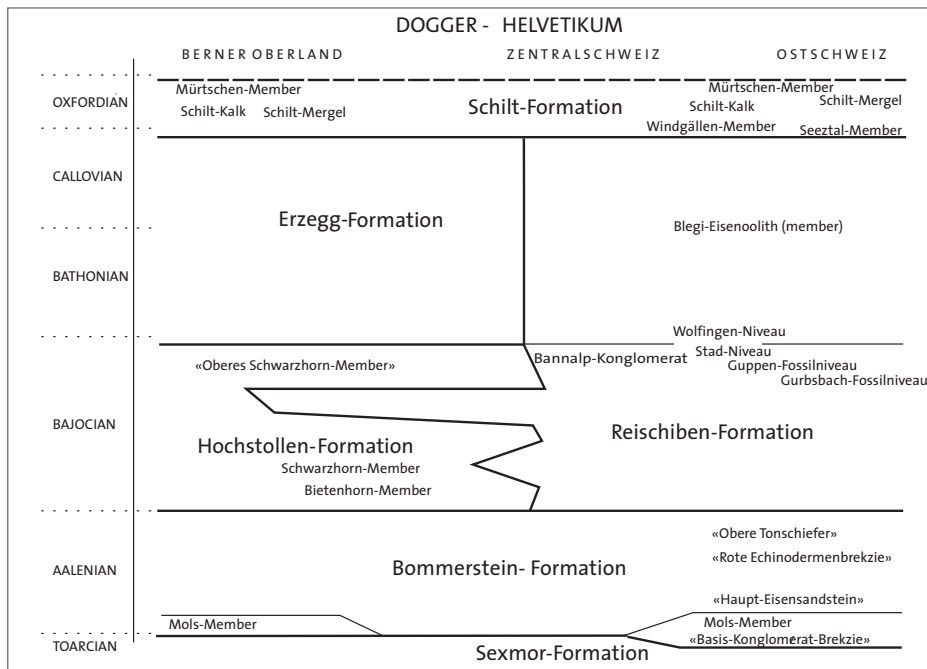 DOGGER - HELVETIKUM
BERNER OBERLAND ZENTRALSCHWEIZ OSTSCHWEIZ
OXFORDIAN
Mürtschen-Member
Schilt-Kalk Schilt-Mergel
Schilt-Formation
Mürtschen-Member
Schilt-Kalk
Schilt-Mergel
Windgällen-Member
Seeztal-Member
CALLOVIAN
Erzegg-Formation
Blegi-Eisenoolith (member)
BATHONIAN
Wolfingen-Niveau
Bannalp-Konglomerat
Stad-Niveau
Guppen-Fossilniveau
Gurbsbach-Fossilniveau
«Oberes Schwarzhorn-Member»
BAJOCIAN
Hochstollen-Formation
Reischiben-Formation
Schwarzhorn-Member
Bietenhorn-Member
«Obere Tonschiefer»
«Rote Echinodermenbrekzie»
AALENIAN
Bommerstein- Formation
«Haupt-Eisensandstein»
Mols-Member
Mols-Member
«Basis-Konglomerat-Brekzie»
TOARCIAN
Sexmor-Formation